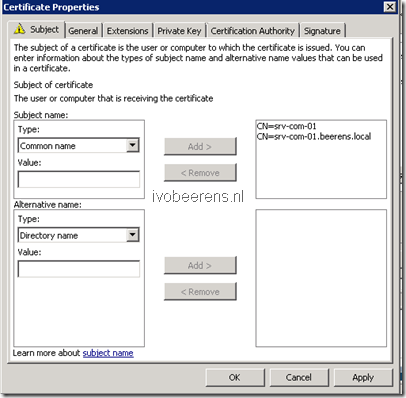 Certificate Properties
Subject
General
Extensions
Private Key
Certification Authority
Signature
The subject of a certificate is the user or computer to which the certificate is issued. You can
enter information about the types of subject name and alternative name values that can be used
in a certificate.
Subject of certificate
The user or computer that is receiving the certificate
Subject name:
Type:
Common name
Value:
Add >
< Remove
CN=srv-com-01
CN=srv-com-01.beerens.local
ivobeerens.nl
Alternative name:
Type:
Directory name
Value:
Add >
< Remove
Learn more about subject name
OK
Cancel
Apply